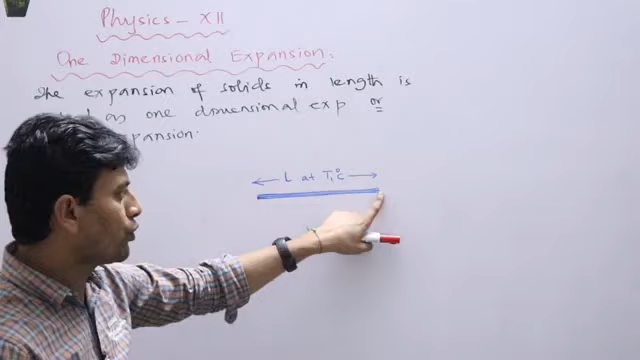 Physics - XII
One Dimensional Expansion.
The expansion of solids in length is
as one dimensional exp or
pansion.
L at T₁°C